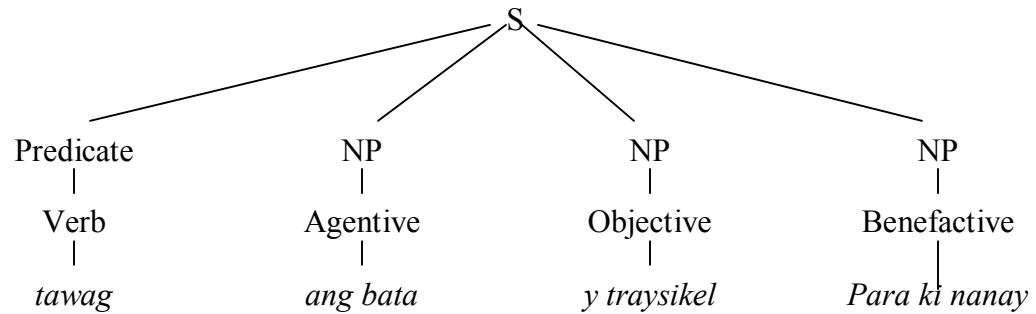 S
Predicate NP NP NP
Verb Agentive Objective Benefactive
tawag ang bata y traysikel Para ki nanay